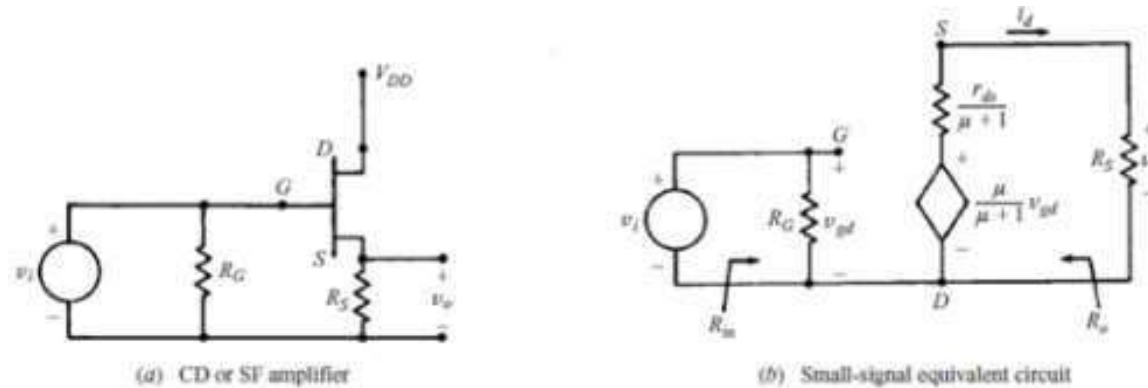 V_DD
D
G
+
v_i
−
R_G
S
+
R_S
v_o
−
(a) CD or SF amplifier
S
i_d
r_ds
μ + 1
G
+
+
+
R_S
v_i
R_G
v_gd
μ
μ + 1
v_gd
−
−
−
D
R_in
R_o
(b) Small-signal equivalent circuit